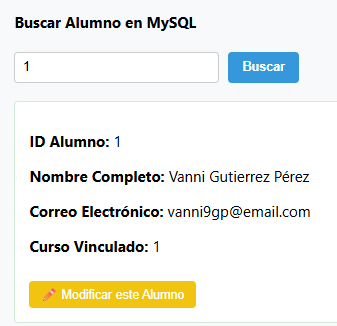 Buscar Alumno en MySQL
1 Buscar
ID Alumno: 1
Nombre Completo: Vanni Gutierrez Pérez
Correo Electrónico: vanni9gp@email.com
Curso Vinculado: 1
Modificar este Alumno